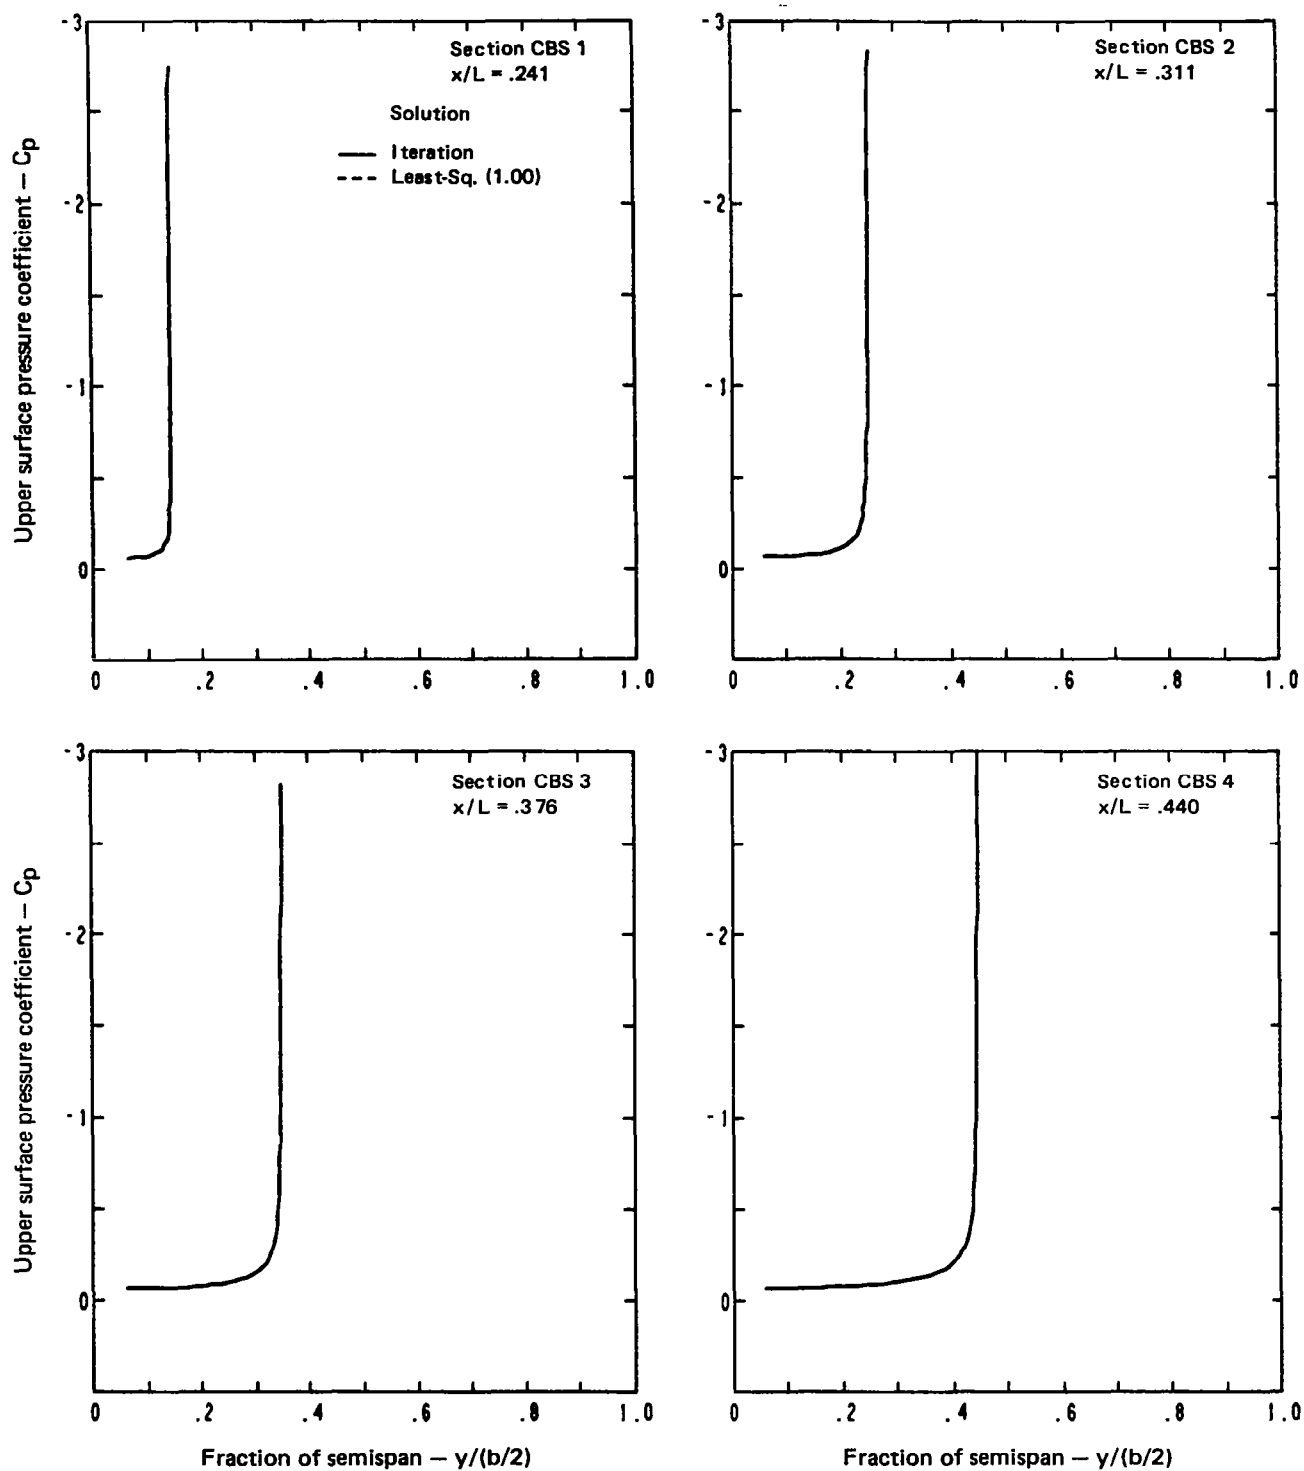 Section CBS 1
x/L = .241
Solution
Iteration
Least-Sq. (1.00)
Upper surface pressure coefficient – Cp
-3
-2
-1
0
0 .2 .4 .6 .8 1.0
Section CBS 2
x/L = .311
-3
-2
-1
0
0 .2 .4 .6 .8 1.0
Section CBS 3
x/L = .376
Upper surface pressure coefficient – Cp
-3
-2
-1
0
0 .2 .4 .6 .8 1.0
Fraction of semispan – y/(b/2)
Section CBS 4
x/L = .440
-3
-2
-1
0
0 .2 .4 .6 .8 1.0
Fraction of semispan – y/(b/2)